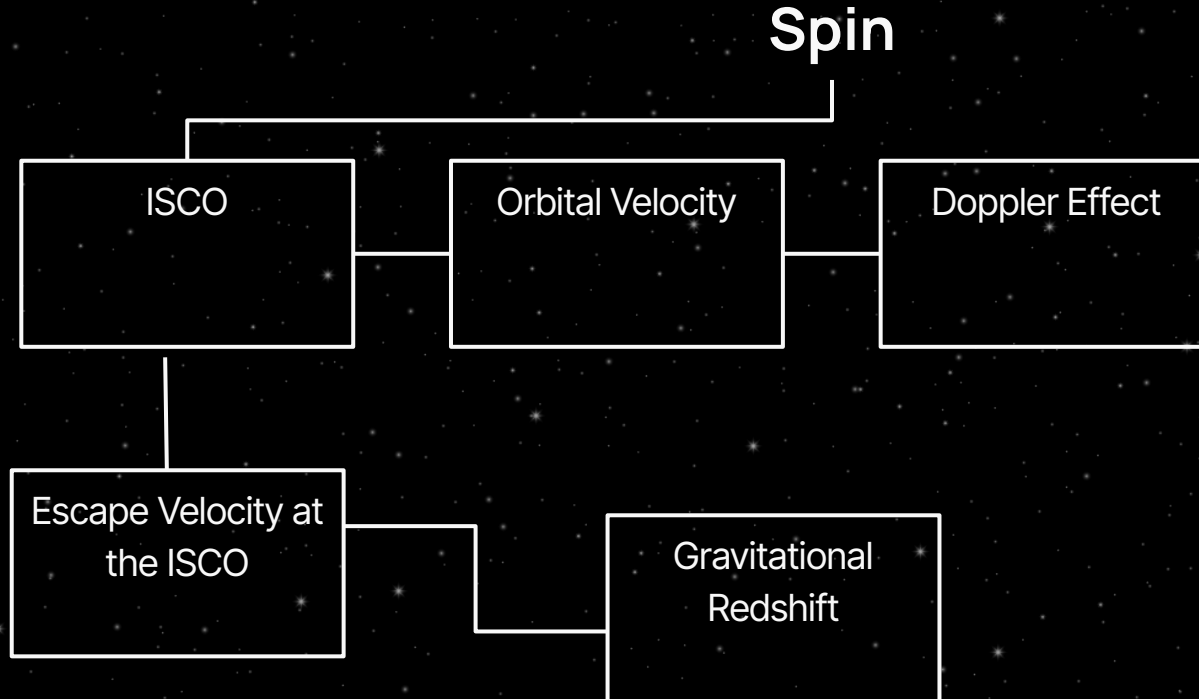 Spin
ISCO
Orbital Velocity
Doppler Effect
Escape Velocity at
the ISCO
Gravitational
Redshift